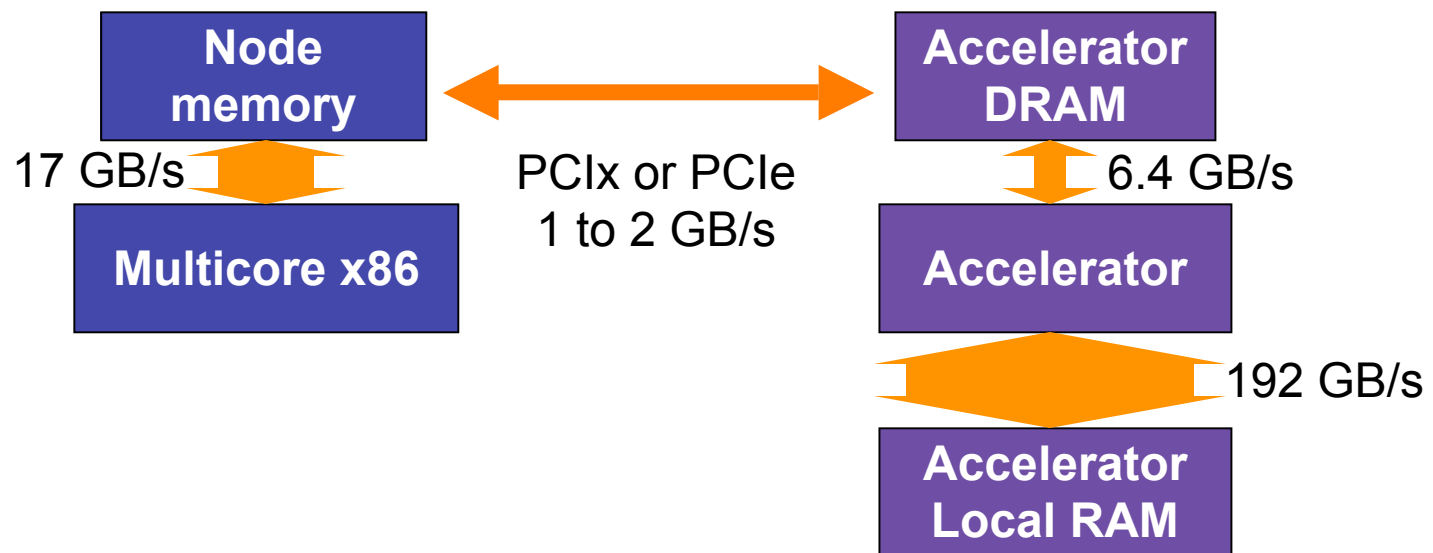 Node
memory
Accelerator
DRAM
17 GB/s
PCIx or PCIe
1 to 2 GB/s
6.4 GB/s
Multicore x86
Accelerator
192 GB/s
Accelerator
Local RAM